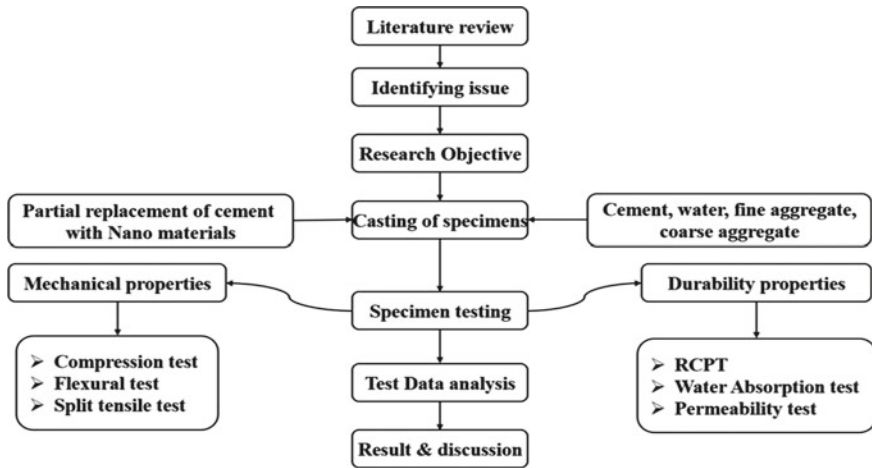 Literature review
Identifying issue
Research Objective
Partial replacement of cement
with Nano materials
Casting of specimens
Cement, water, fine aggregate,
coarse aggregate
Mechanical properties
Specimen testing
Durability properties
➢ Compression test
➢ Flexural test
➢ Split tensile test
➢ RCPT
➢ Water Absorption test
➢ Permeability test
Test Data analysis
Result & discussion